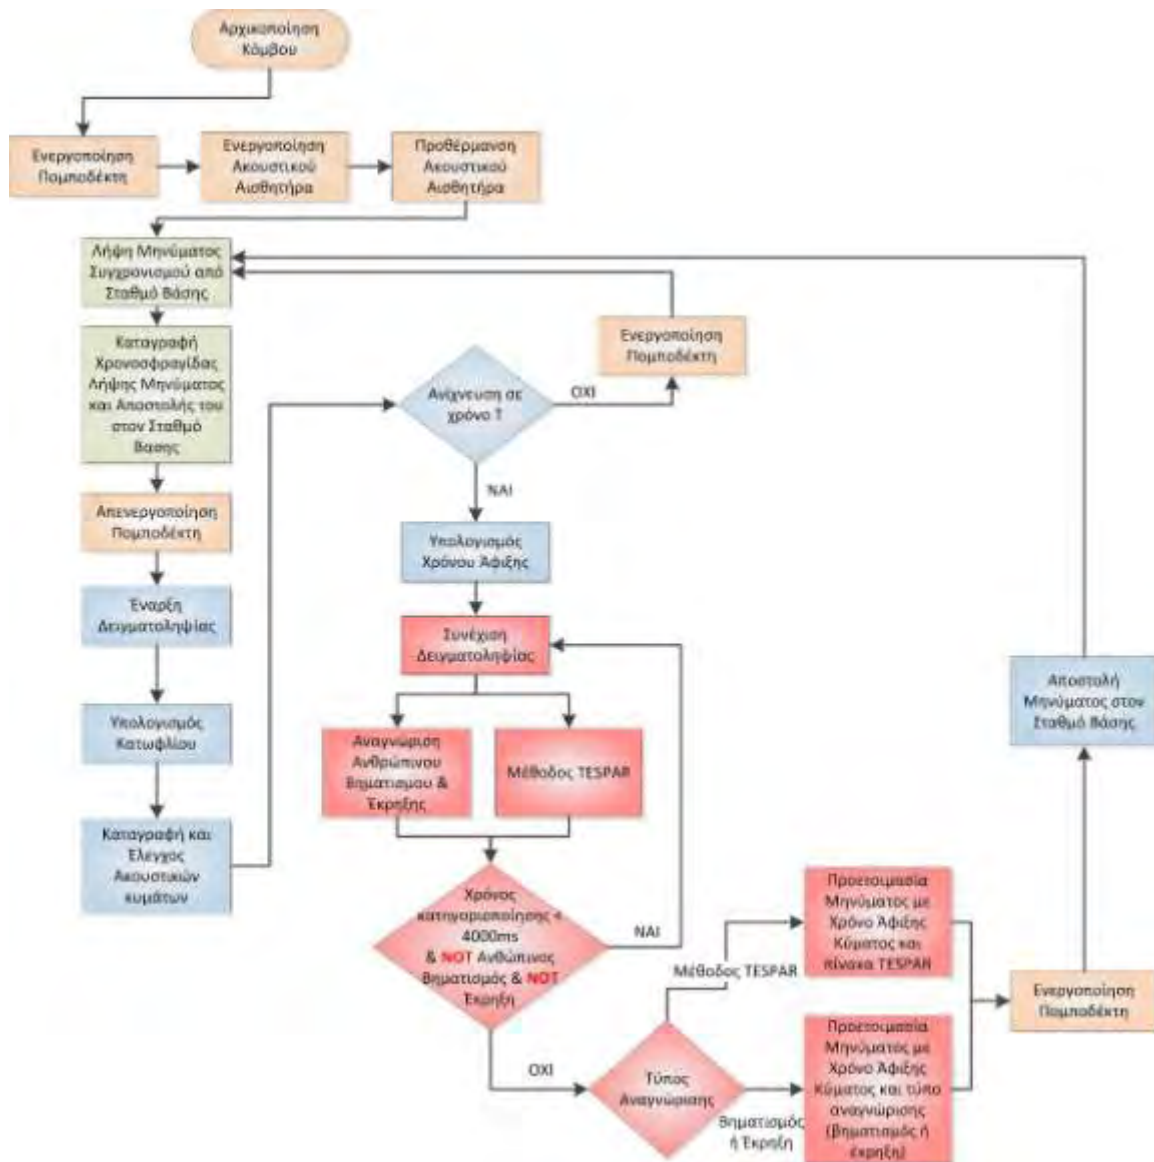 Αρχικοποίηση
Κόμβου
Ενεργοποίηση
Πομποδέκτη
Ενεργοποίηση
Ακουστικού
Αισθητήρα
Προθέρμανση
Ακουστικού
Αισθητήρα
Λήψη Μηνύματος
Συγχρονισμού από
Σταθμό Βάσης
Καταγραφή
Χρονοσφραγίδας
Λήψης Μηνύματος
και Αποστολής του
στον Σταθμό
Βασης
Απενεργοποίηση
Πομποδέκτη
Έναρξη
Δειγματοληψίας
Υπολογισμός
Κατωφλίου
Καταγραφή και
Έλεγχος
Ακουστικών
κυμάτων
Ανίχνευση σε
χρόνο Τ
ΟΧΙ
Ενεργοποίηση
Πομποδέκτη
ΝΑΙ
Υπολογισμός
Χρόνου Άφιξης
Συνέχιση
Δειγματοληψίας
Αναγνώριση
Ανθρώπινου
Βηματισμου &
Έκρηξης
Μέθοδος TESPAR
Χρόνος
κατηγοριοποίησης <
4000ms
& NOT Ανθώπινος
Βηματισμός & NOT
Έκρηξη
ΝΑΙ
ΟΧΙ
Τύπος
Αναγνώρισης
Μέθοδος TESPAR
Βηματισμός
ή Έκρηξη
Προετοιμασία
Μηνύματος με
Χρόνο Άφιξης
Κύματος και
πίνακα TESPAR
Προετοιμασία
Μηνύματος με
Χρόνο Άφιξης
Κύματος και τύπο
αναγνώρισης
(βηματισμός ή
έκρηξη)
Ενεργοποίηση
Πομποδέκτη
Αποστολή
Μηνύματος στον
Σταθμό Βάσης